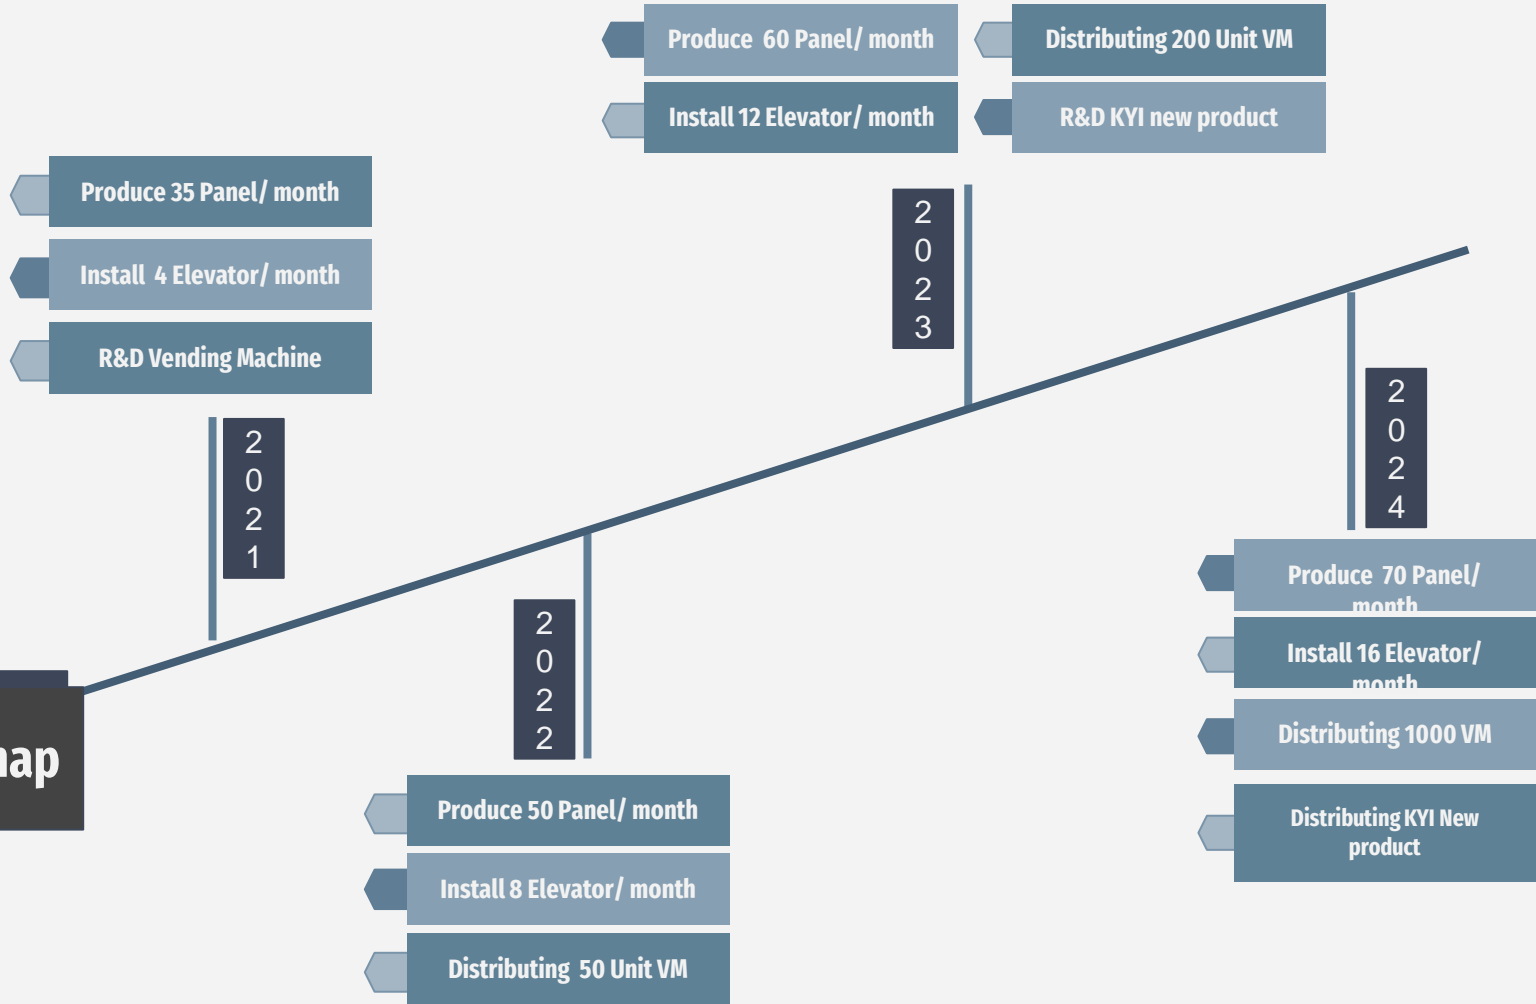 Produce 60 Panel/ month
Distributing 200 Unit VM
Install 12 Elevator/ month
R&D KYI new product
Produce 35 Panel/ month
Install 4 Elevator/ month
R&D Vending Machine
2
0
2
3
2
0
2
1
2
0
2
4
2
0
2
2
Produce 70 Panel/
month
Install 16 Elevator/
month
Distributing 1000 VM
Distributing KYI New
product
Produce 50 Panel/ month
Install 8 Elevator/ month
Distributing 50 Unit VM